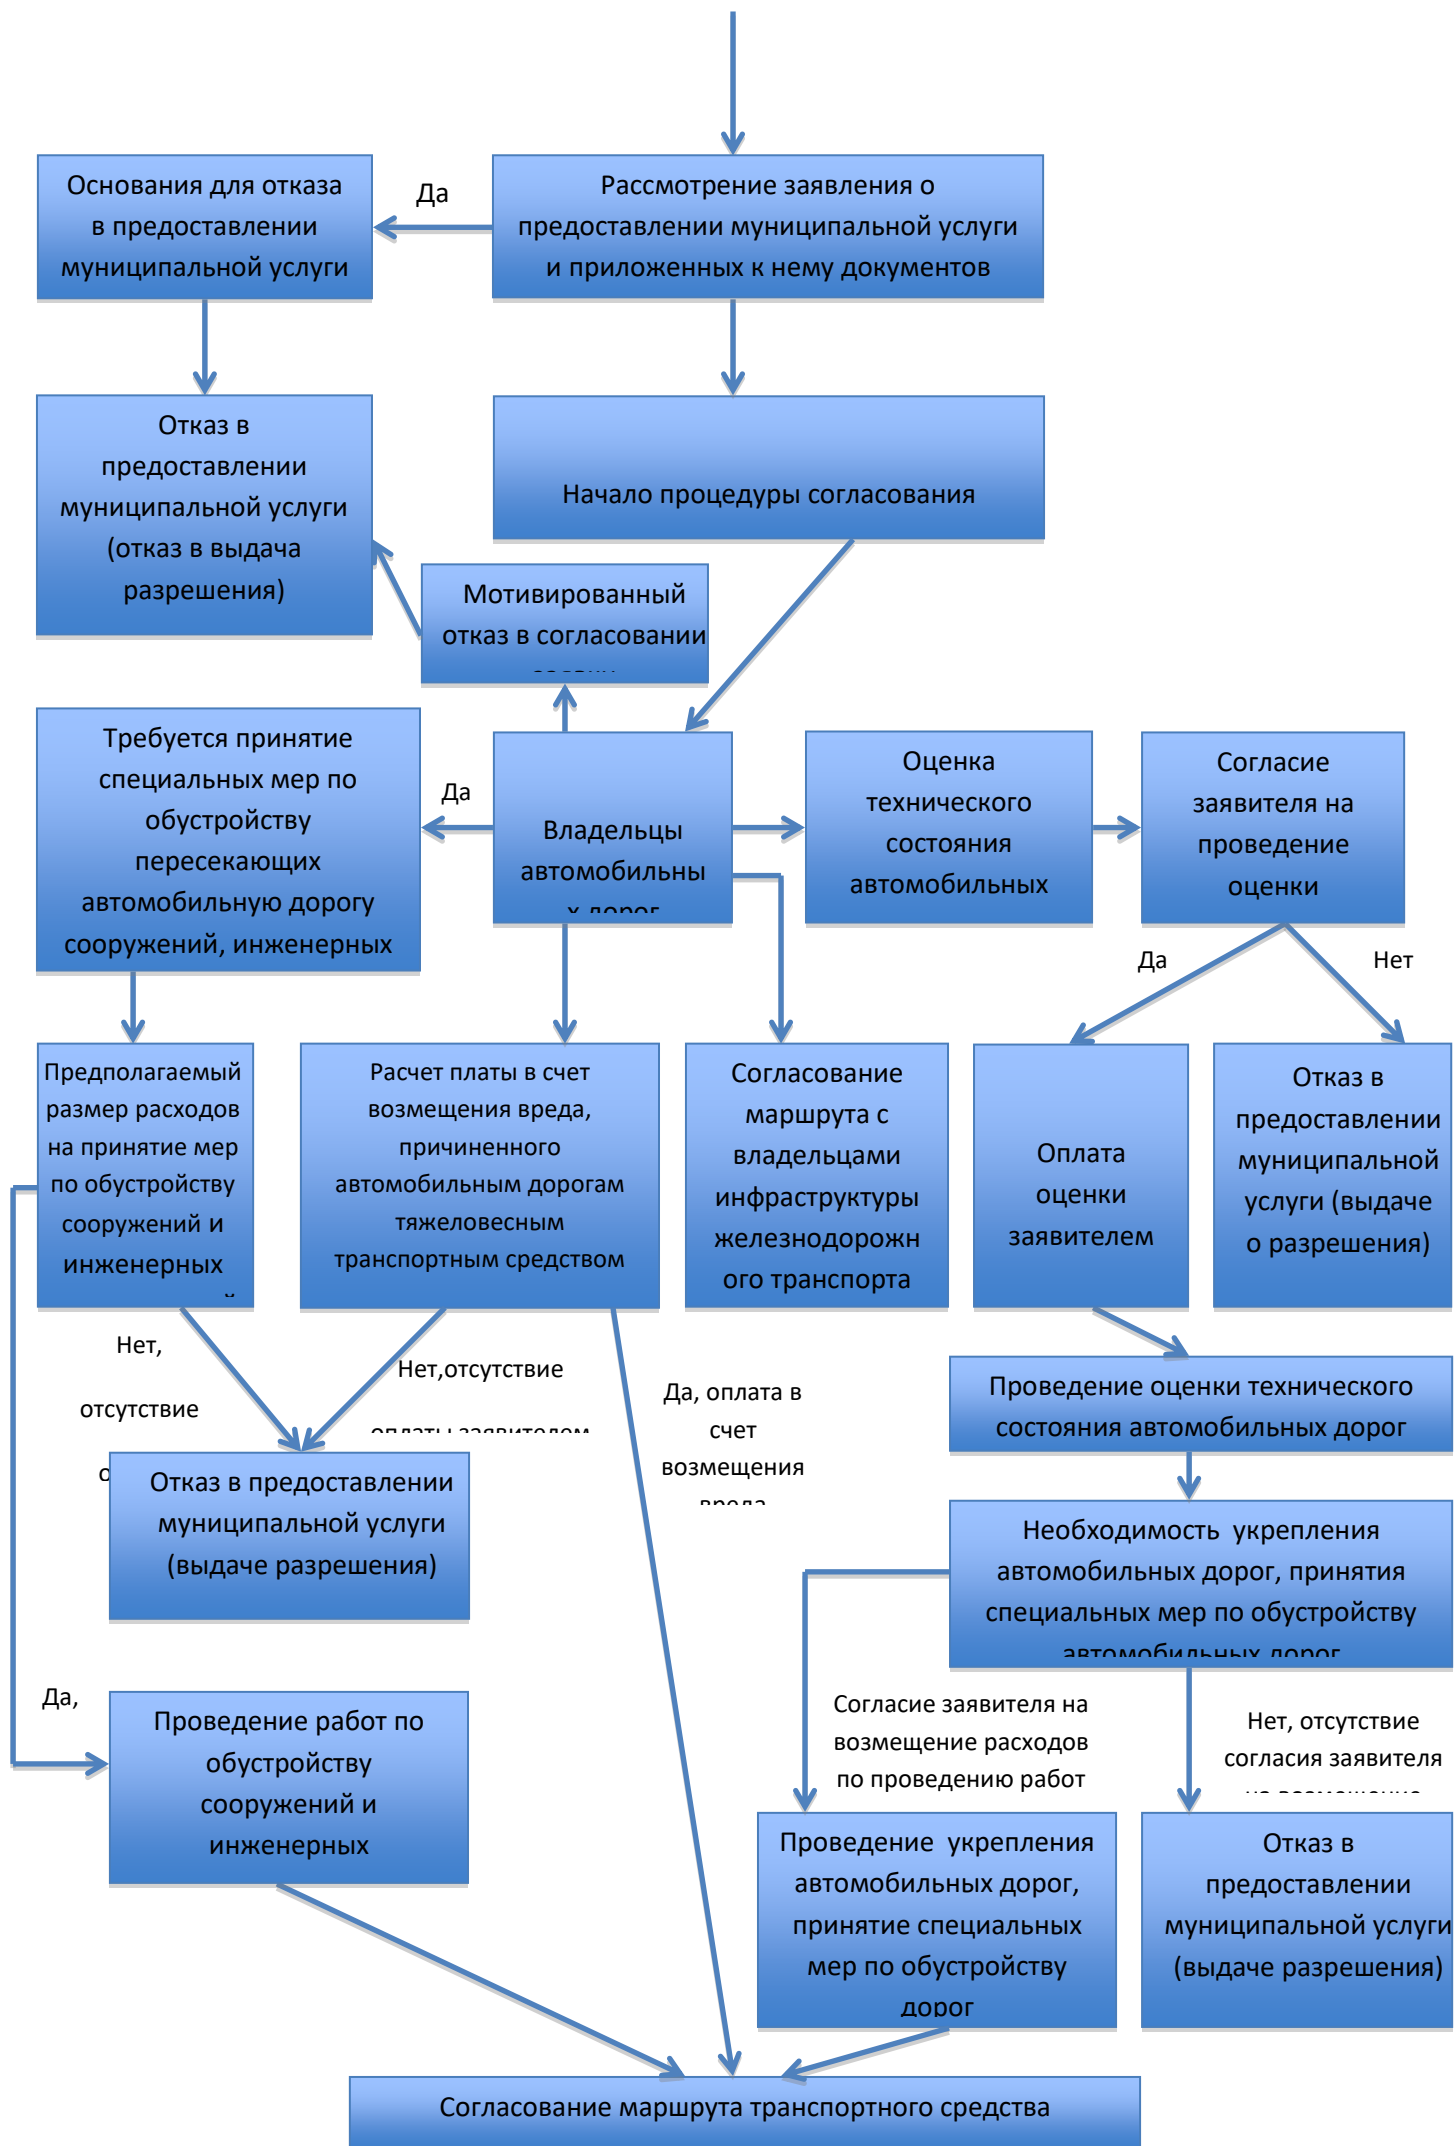 Основания для отказа
в предоставлении
муниципальной услуги
Да
Рассмотрение заявления о
предоставлении муниципальной услуги
и приложенных к нему документов
Отказ в
предоставлении
муниципальной услуги
(отказ в выдача
разрешения)
Начало процедуры согласования
Мотивированный
отказ в согласовании
Требуется принятие
специальных мер по
обустройству
пересекающих
автомобильную дорогу
сооружений, инженерных
Да
Владельцы
автомобильны
х дорог
Оценка
технического
состояния
автомобильных
Согласие
заявителя на
проведение
оценки
Да
Нет
Предполагаемый
размер расходов
на принятие мер
по обустройству
сооружений и
инженерных
Расчет платы в счет
возмещения вреда,
причиненного
автомобильным дорогам
тяжеловесным
транспортным средством
Согласование
маршрута с
владельцами
инфраструктуры
железнодорожн
ого транспорта
Оплата
оценки
заявителем
Отказ в
предоставлении
муниципальной
услуги (выдаче
о разрешения)
Нет,
отсутствие
о
Нет,отсутствие
оплаты заявителем
Да, оплата в
счет
возмещения
вреда
Проведение оценки технического
состояния автомобильных дорог
Отказ в предоставлении
муниципальной услуги
(выдаче разрешения)
Необходимость укрепления
автомобильных дорог, принятия
специальных мер по обустройству
автомобильных дорог
Да,
Проведение работ по
обустройству
сооружений и
инженерных
Согласие заявителя на
возмещение расходов
по проведению работ
Нет, отсутствие
согласия заявителя
на возмещение
Проведение укрепления
автомобильных дорог,
принятие специальных
мер по обустройству
дорог
Отказ в
предоставлении
муниципальной услуги
(выдаче разрешения)
Согласование маршрута транспортного средства